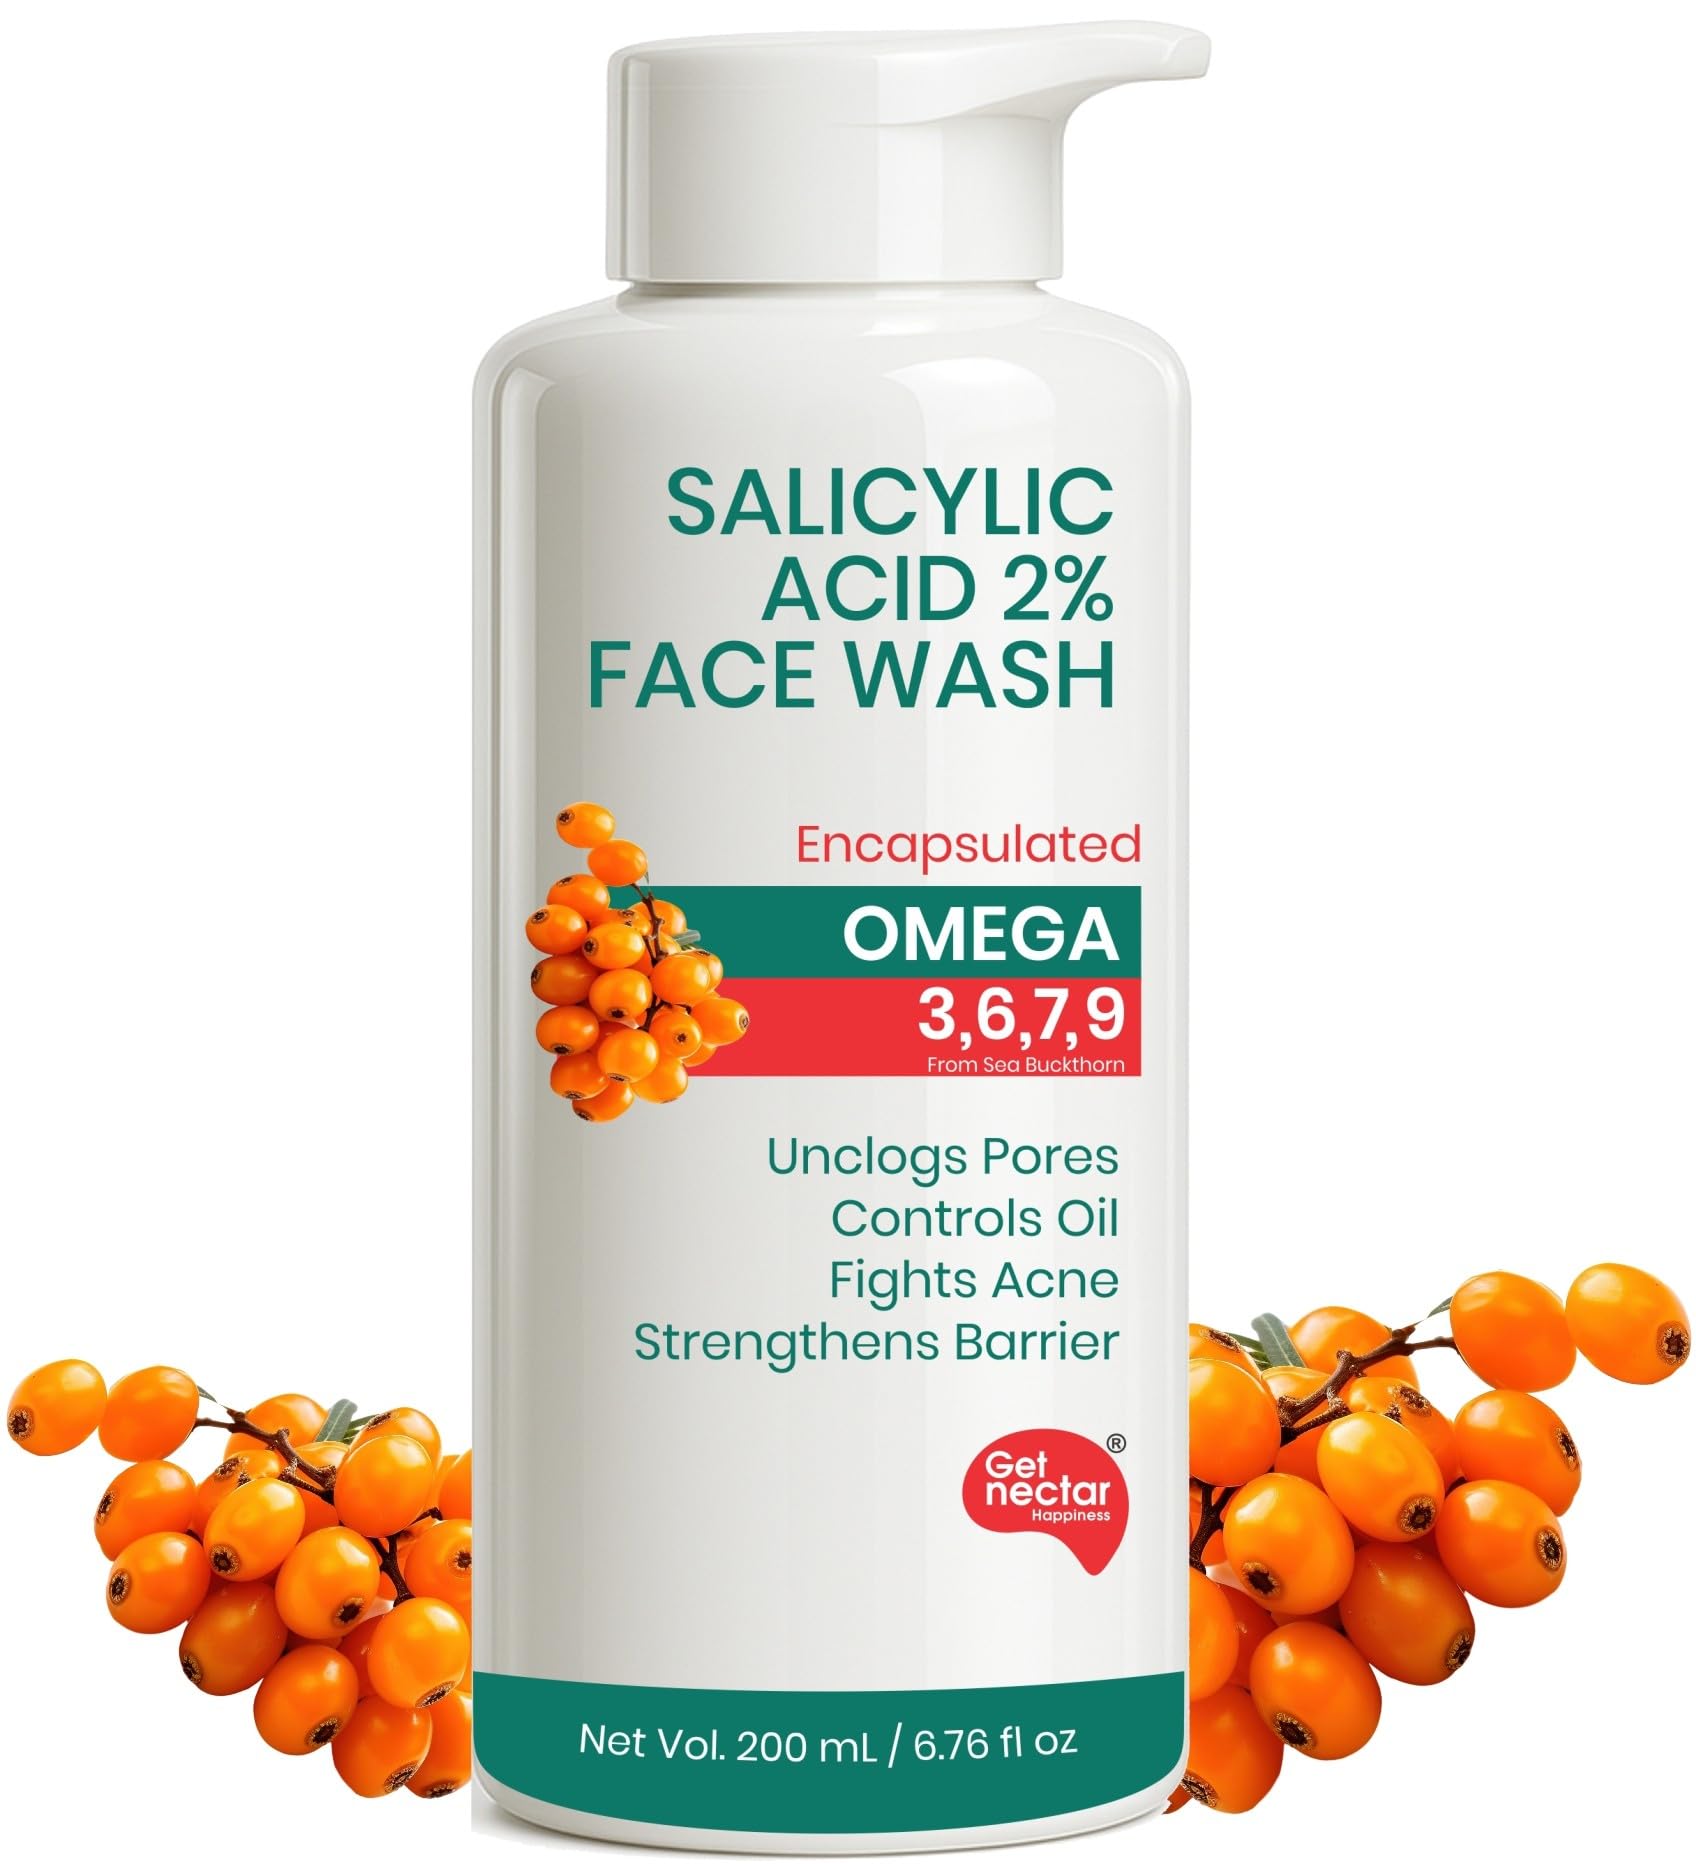 SALICYLIC
ACID 2%
FACE WASH
Encapsulated
OMEGA
3,6,7,9
From Sea Buckthorn
Unclogs Pores
Controls Oil
Fights Acne
Strengthens Barrier
Get
nectar
Happiness
®
Net Vol. 200 mL / 6.76 fl oz